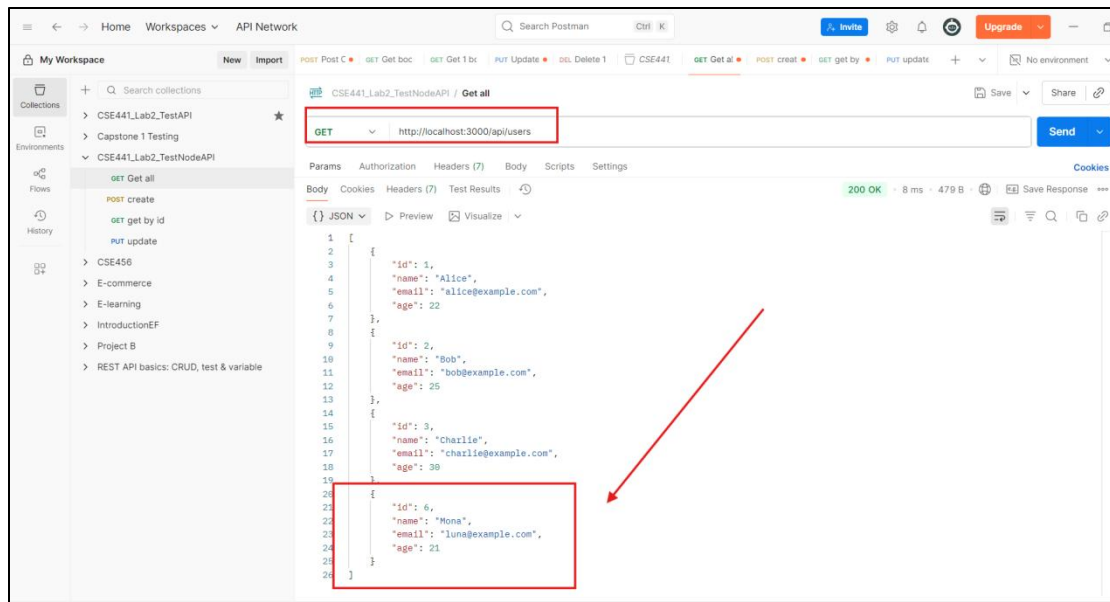 Home Workspaces API Network Search Postman Ctrl K Invite Upgrade
My Workspace New Import POST Post C GET Get boc GET Get 1 bc PUT Update DEL Delete 1 CSE441 GET Get al POST creat GET get by PUT update No environment
Collections
Environments
Flows
History
Search collections
CSE441_Lab2_TestAPI
Capstone 1 Testing
CSE441_Lab2_TestNodeAPI
GET Get all
POST create
GET get by id
PUT update
CSE456
E-commerce
E-learning
IntroductionEF
Project B
REST API basics: CRUD, test & variable
CSE441_Lab2_TestNodeAPI / Get all Save Share
GET http://localhost:3000/api/users Send
Params Authorization Headers (7) Body Scripts Settings Cookies
Body Cookies Headers (7) Test Results 200 OK 8 ms 479 B Save Response
{} JSON Preview Visualize
1 [
2 {
3 "id": 1,
4 "name": "Alice",
5 "email": "alice@example.com",
6 "age": 22
7 },
8 {
9 "id": 2,
10 "name": "Bob",
11 "email": "bob@example.com",
12 "age": 25
13 },
14 {
15 "id": 3,
16 "name": "Charlie",
17 "email": "charlie@example.com",
18 "age": 30
19 },
20 {
21 "id": 6,
22 "name": "Mona",
23 "email": "luna@example.com",
24 "age": 21
25 }
26 ]